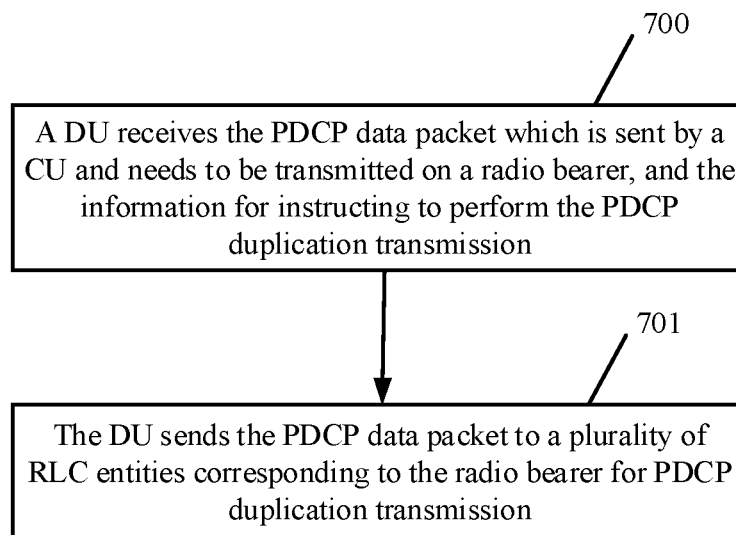 700
A DU receives the PDCP data packet which is sent by a
CU and needs to be transmitted on a radio bearer, and the
information for instructing to perform the PDCP
duplication transmission
701
The DU sends the PDCP data packet to a plurality of
RLC entities corresponding to the radio bearer for PDCP
duplication transmission